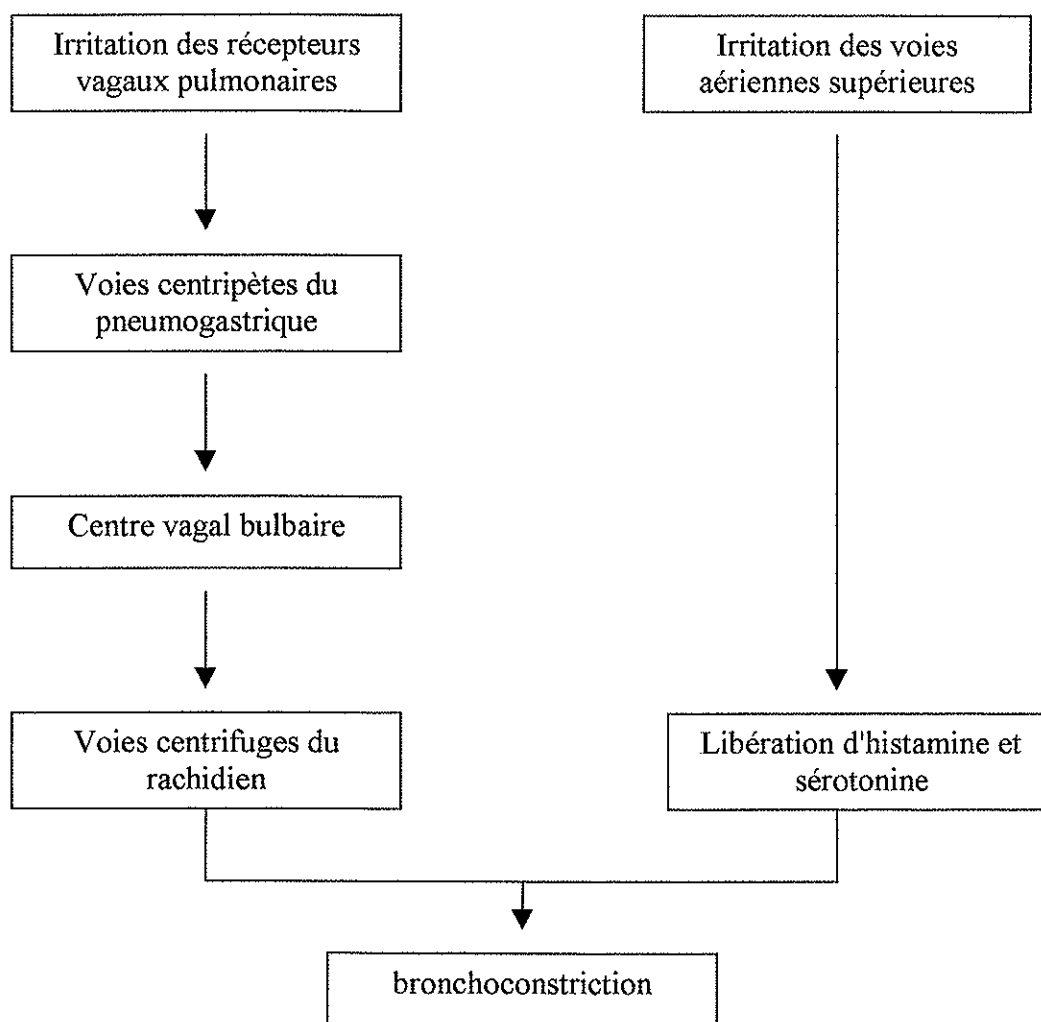 Irritation des récepteurs
vagaux pulmonaires
Irritation des voies
aériennes supérieures
Voies centripètes du
pneumogastrique
Centre vagal bulbaire
Voies centrifuges du
rachidien
Libération d'histamine et
sérotonine
bronchoconstriction